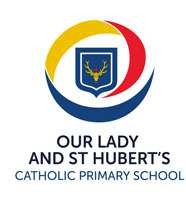 OUR LADY
AND ST HUBERT'S
CATHOLIC PRIMARY SCHOOL